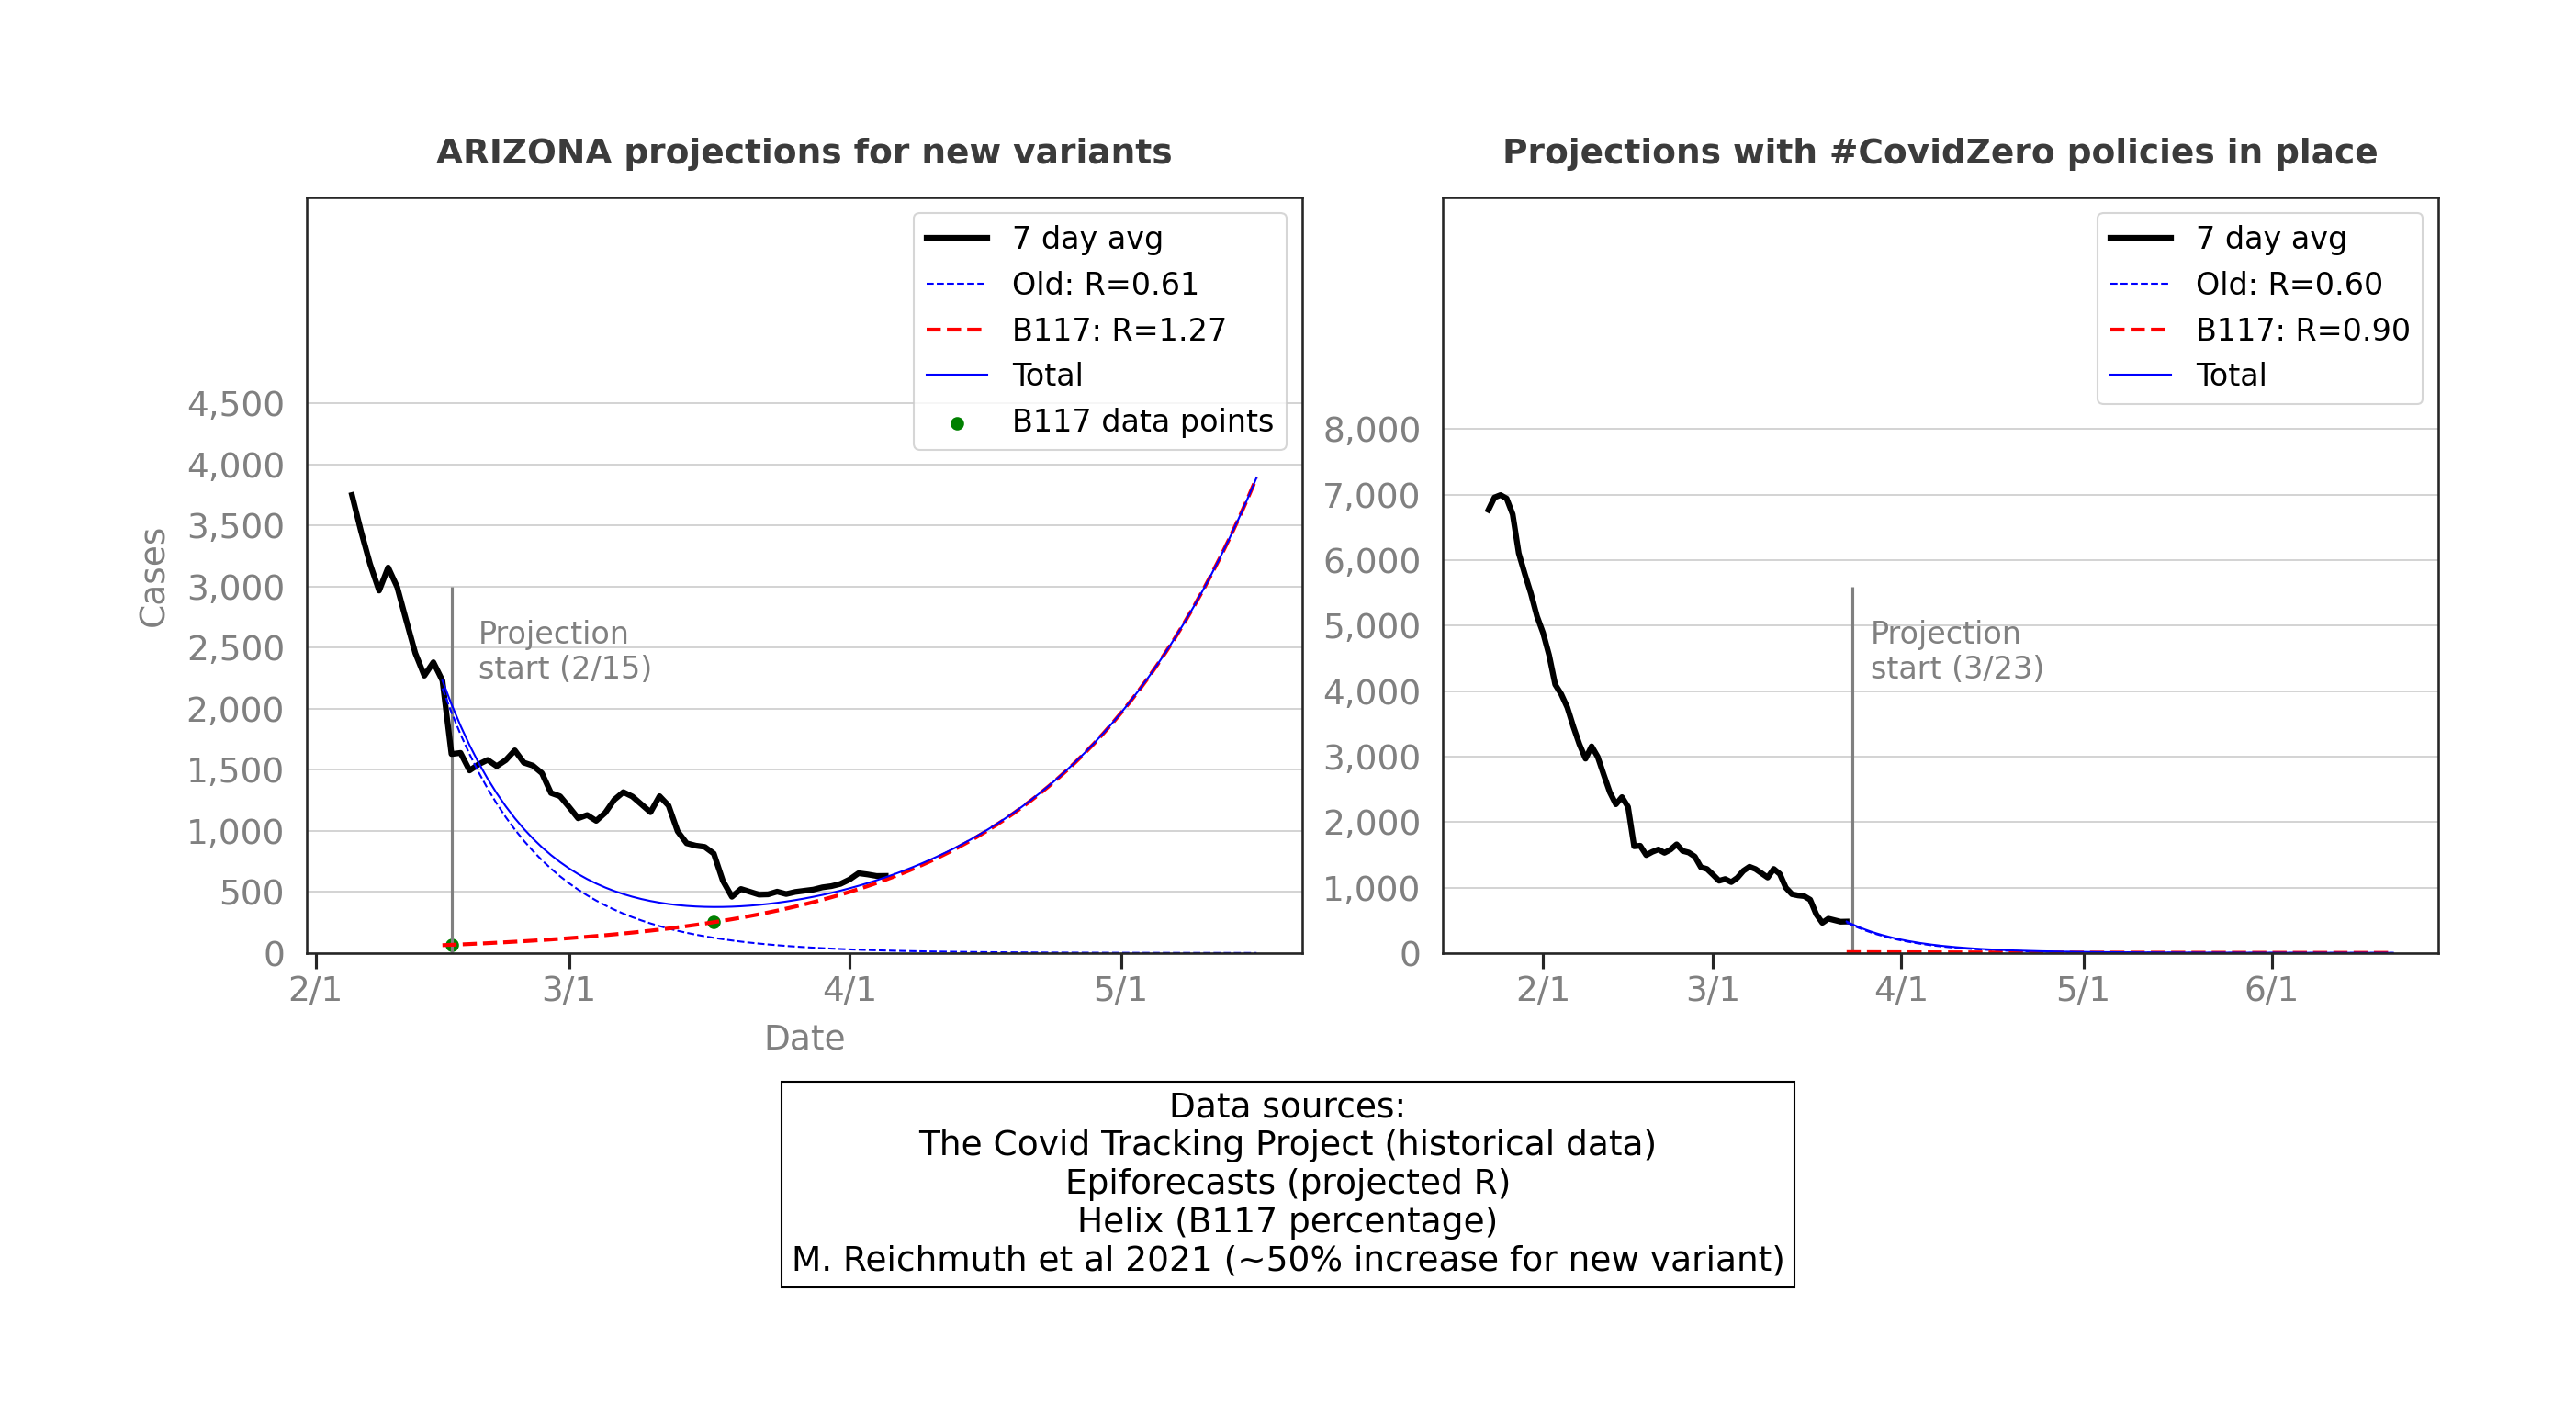 ARIZONA projections for new variants
7 day avg
Old: R=0.61
B117: R=1.27
Total
B117 data points
Projection
start (2/15)
Cases
4,500
4,000
3,500
3,000
2,500
2,000
1,500
1,000
500
0
2/1
3/1
4/1
5/1
Date
Projections with #CovidZero policies in place
7 day avg
Old: R=0.60
B117: R=0.90
Total
Projection
start (3/23)
8,000
7,000
6,000
5,000
4,000
3,000
2,000
1,000
0
2/1
3/1
4/1
5/1
6/1
Data sources:
The Covid Tracking Project (historical data)
Epiforecasts (projected R)
Helix (B117 percentage)
M. Reichmuth et al 2021 (~50% increase for new variant)